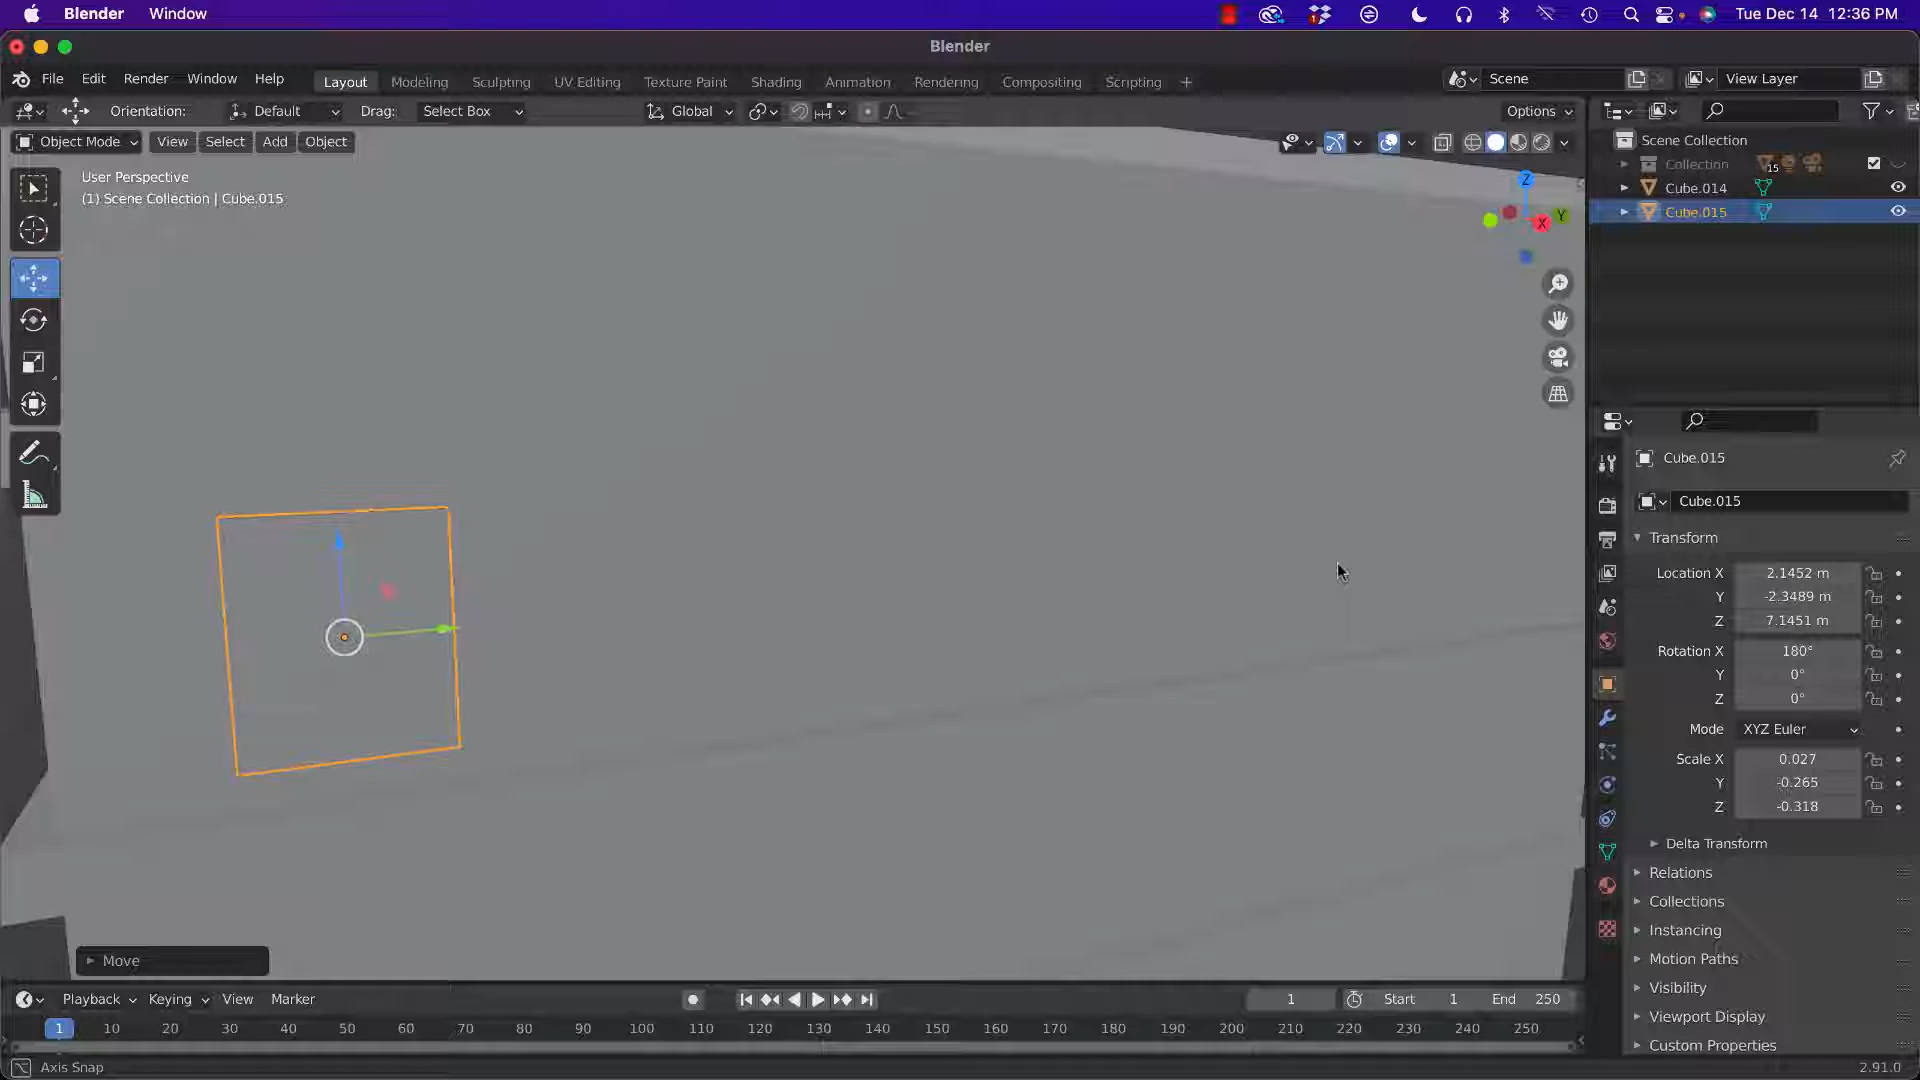 Blender Window Tue Dec 14 12:36 PM
Blender
File Edit Render Window Help Layout Modeling Sculpting UV Editing Texture Paint Shading Animation Rendering Compositing Scripting + Scene View Layer
Orientation: Default Drag: Select Box Global Options
Object Mode View Select Add Object
Scene Collection
Collection 15
Cube.014
Cube.015
User Perspective
(1) Scene Collection | Cube.015
Z
Y
X
Cube.015
Cube.015
Transform
Location X 2.1452 m
Y -2.3489 m
Z 7.1451 m
Rotation X 180°
Y 0°
Z 0°
Mode XYZ Euler
Scale X 0.027
Y -0.265
Z -0.318
Delta Transform
Relations
Collections
Instancing
Motion Paths
Visibility
Viewport Display
Custom Properties
Move
Playback Keying View Marker 1 Start 1 End 250
1 10 20 30 40 50 60 70 80 90 100 110 120 130 140 150 160 170 180 190 200 210 220 230 240 250
Axis Snap 2.91.0